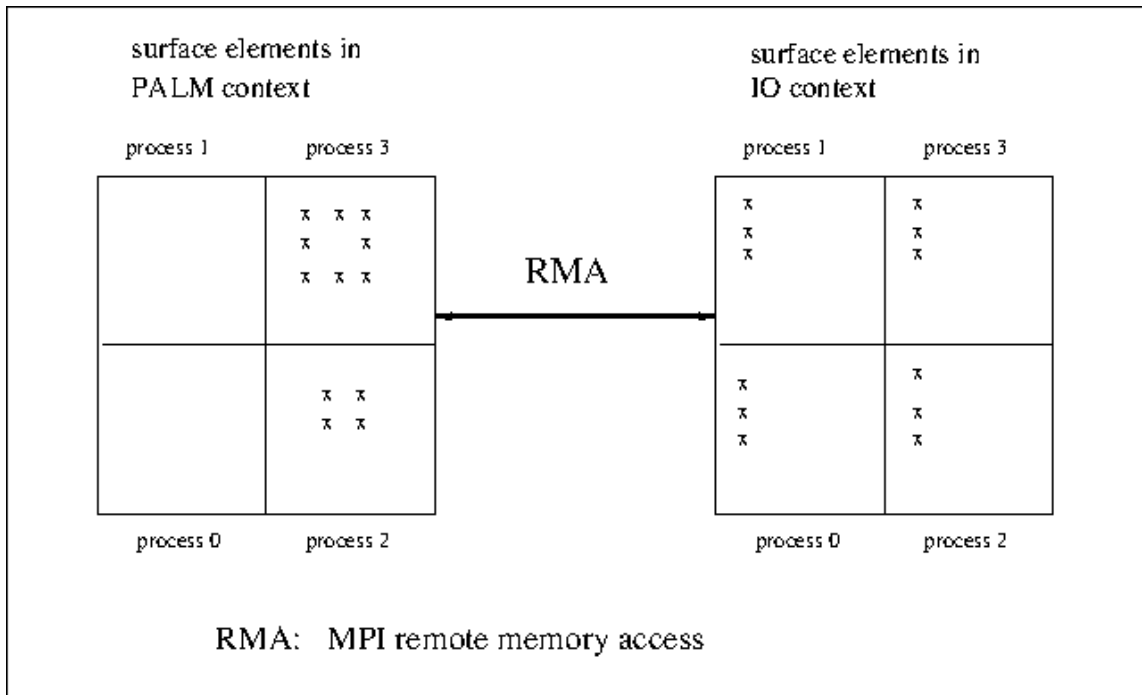 surface elements in
PALM context
surface elements in
IO context
process 1
process 3
process 1
process 3
x x x
x x
x x x
x
x
x
x
x
x
RMA
x x
x x
x
x
x
x
x
x
process 0
process 2
process 0
process 2
RMA: MPI remote memory access